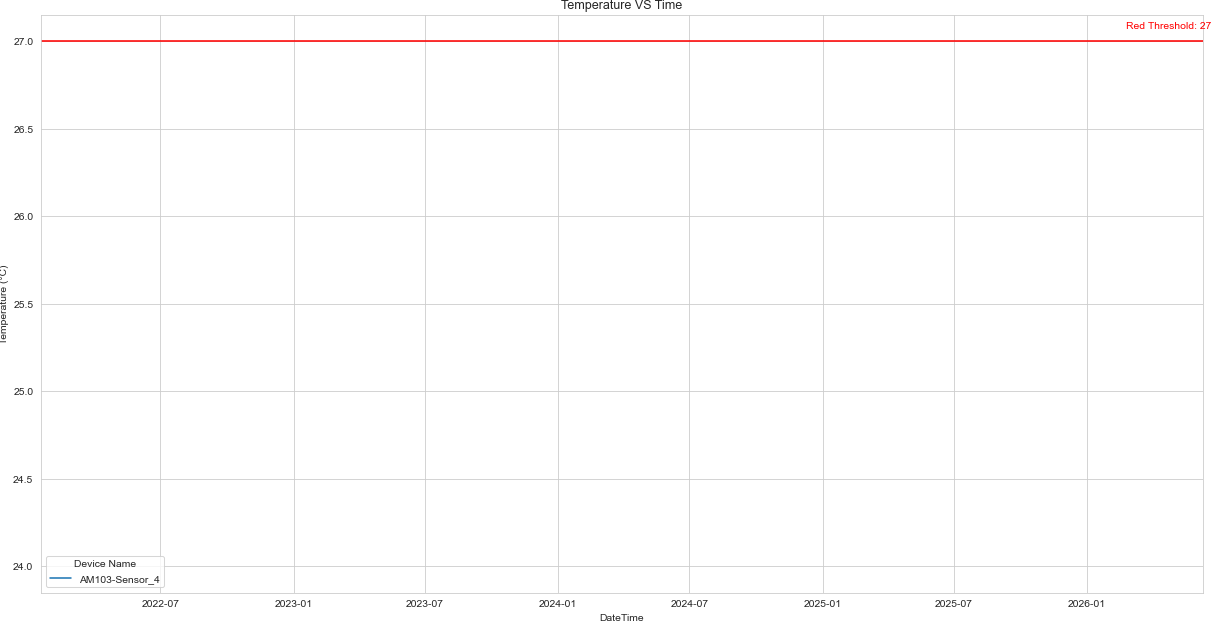 Temperature VS Time
Red Threshold: 27
27.0
26.5
26.0
25.5
25.0
24.5
24.0
Temperature (°C)
Device Name
AM103-Sensor_4
2022-07
2023-01
2023-07
2024-01
2024-07
2025-01
2025-07
2026-01
DateTime